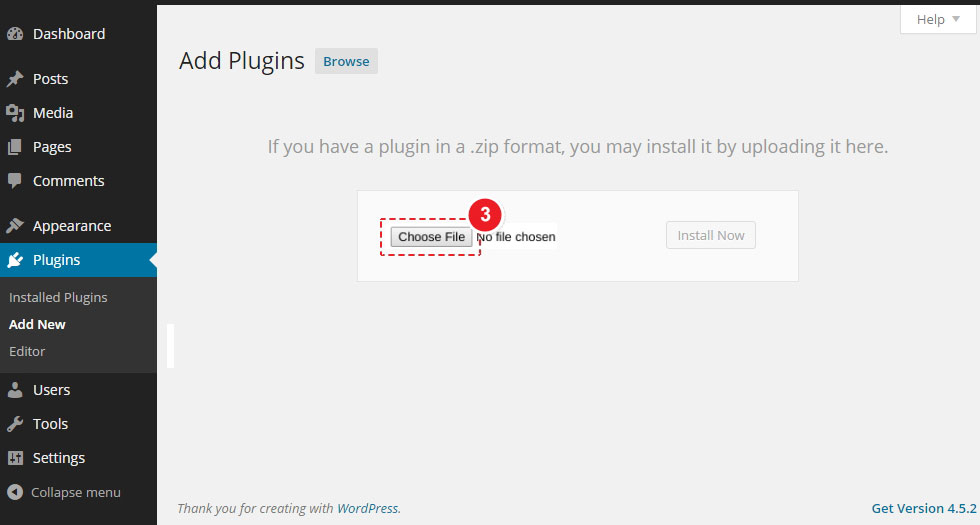 Help
Dashboard
Add Plugins Browse
Posts
Media
Pages
If you have a plugin in a .zip format, you may install it by uploading it here.
Comments
3
Appearance
Choose File No file chosen Install Now
Plugins
Installed Plugins
Add New
Editor
Users
Tools
Settings
Collapse menu
Thank you for creating with WordPress. Get Version 4.5.2